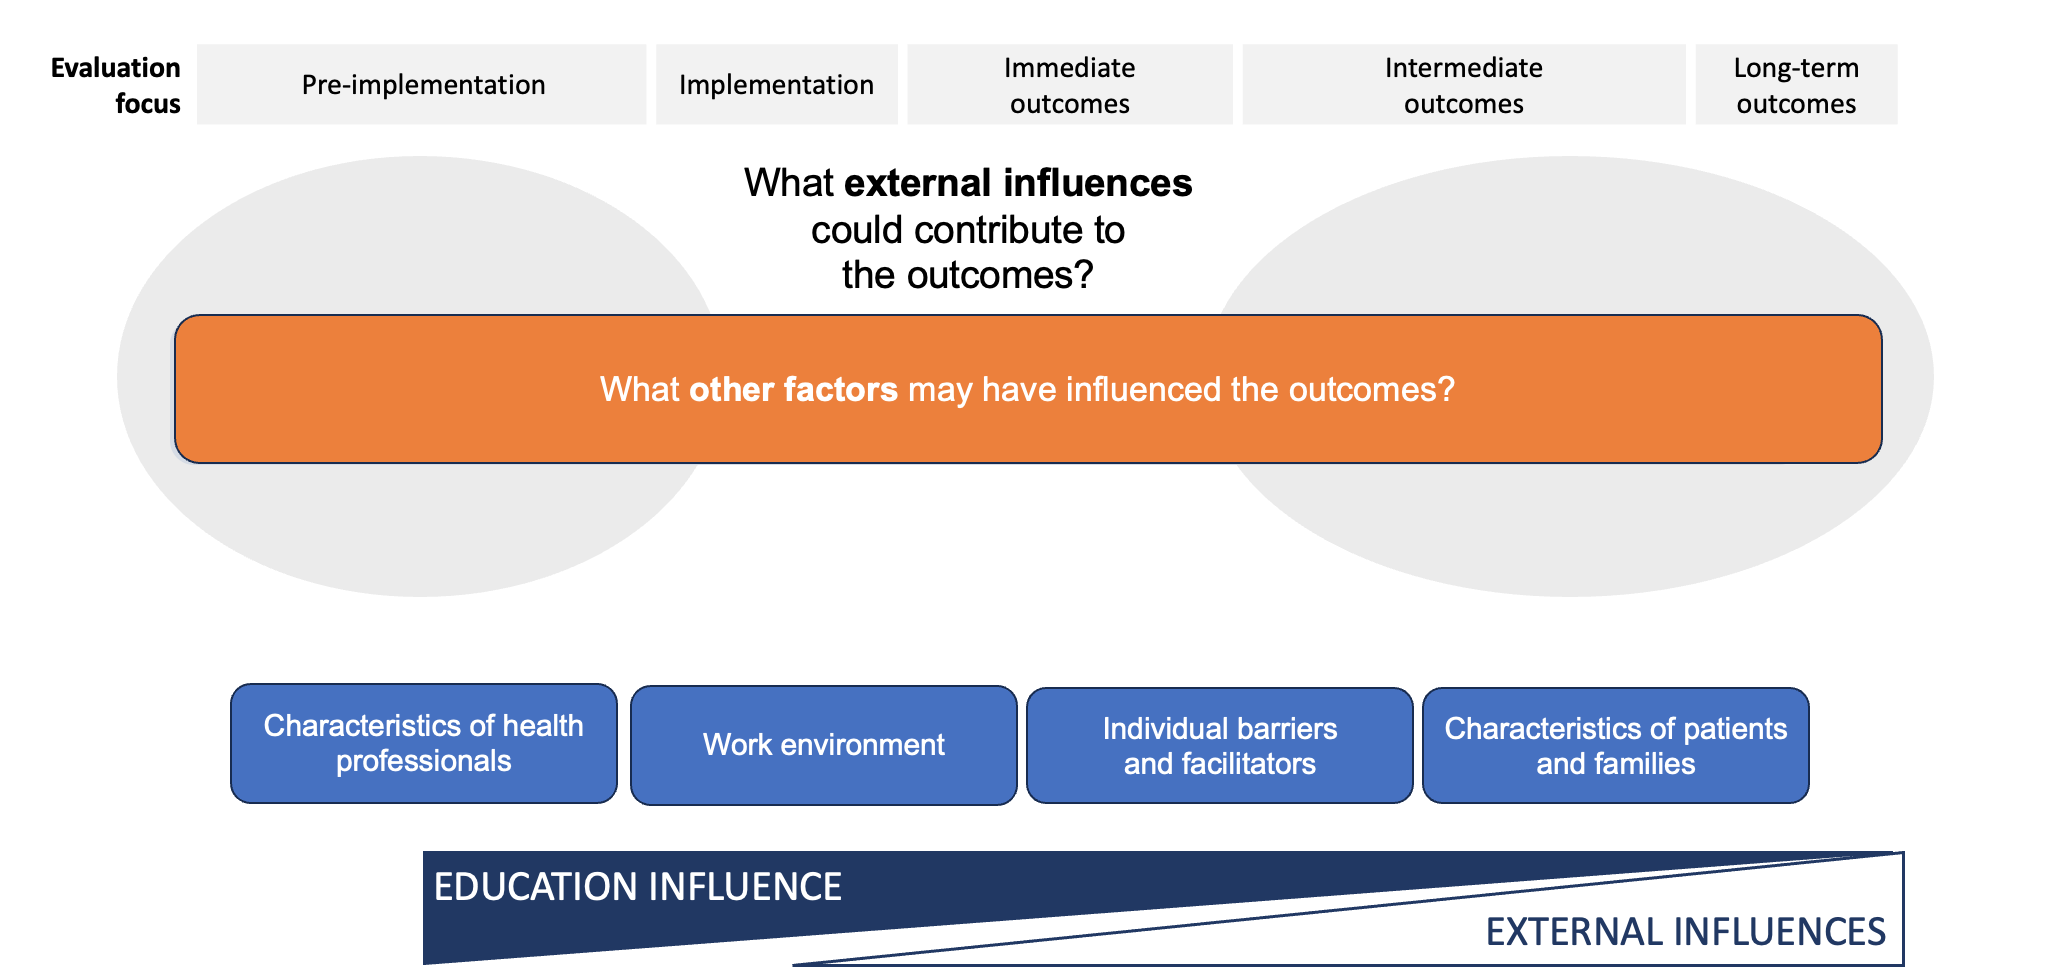 Evaluation
focus
Pre-implementation
Implementation
Immediate
outcomes
Intermediate
outcomes
Long-term
outcomes
What external influences
could contribute to
the outcomes?
What other factors may have influenced the outcomes?
Characteristics of health
professionals
Work environment
Individual barriers
and facilitators
Characteristics of patients
and families
EDUCATION INFLUENCE
EXTERNAL INFLUENCES